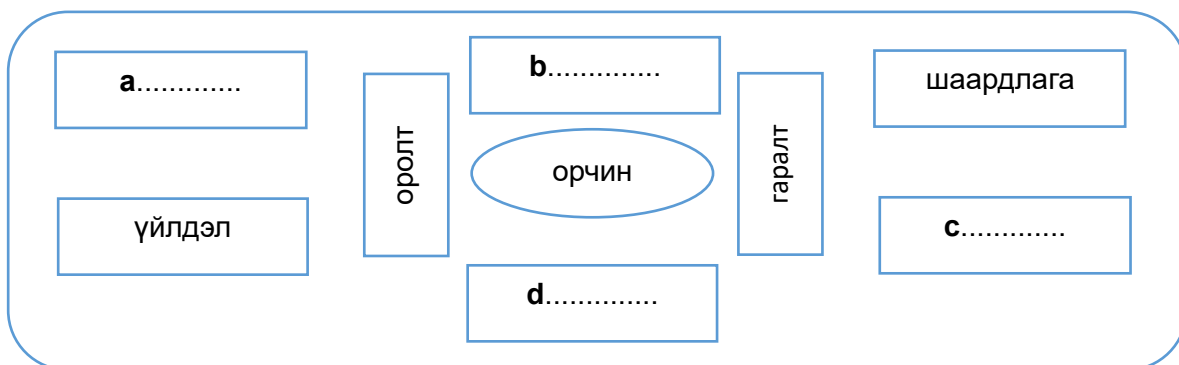 a.............
b..............
шаардлага
оролт
орчин
гаралт
үйлдэл
c.............
d..............